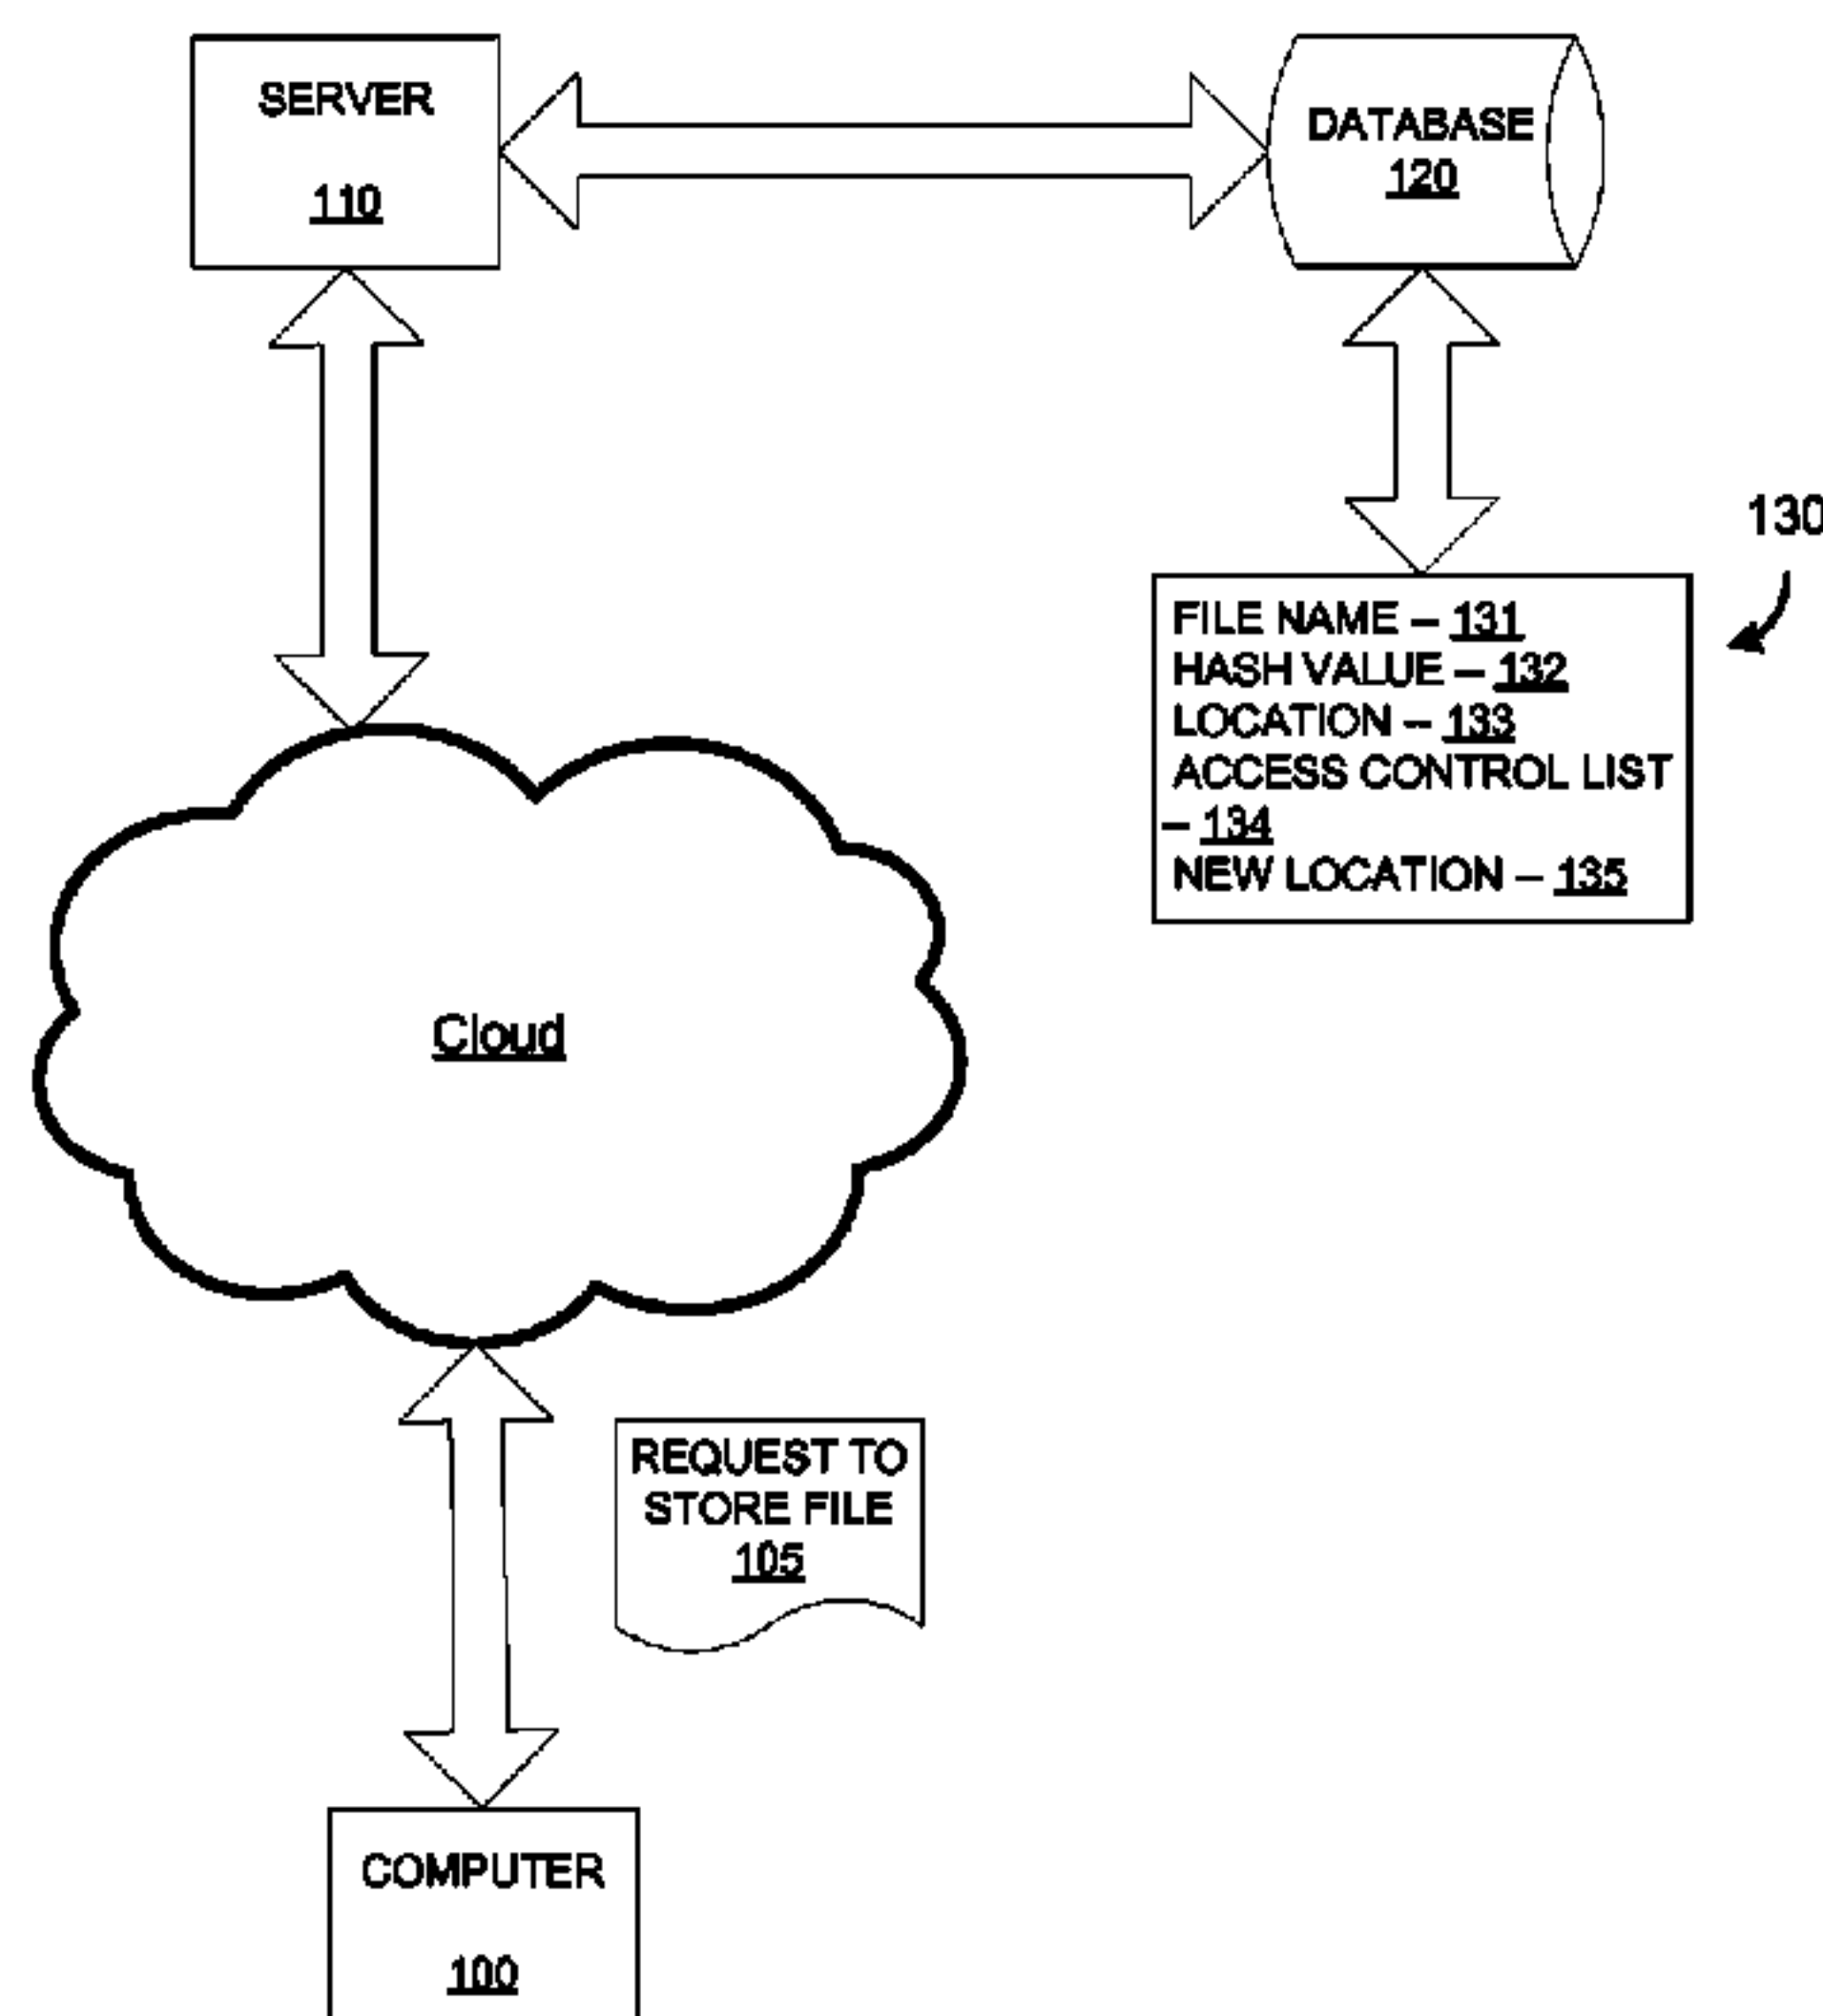 SERVER
110
DATABASE
120
130
FILE NAME – 131
HASH VALUE – 132
LOCATION – 133
ACCESS CONTROL LIST
– 134
NEW LOCATION – 135
Cloud
REQUEST TO
STORE FILE
105
COMPUTER
100